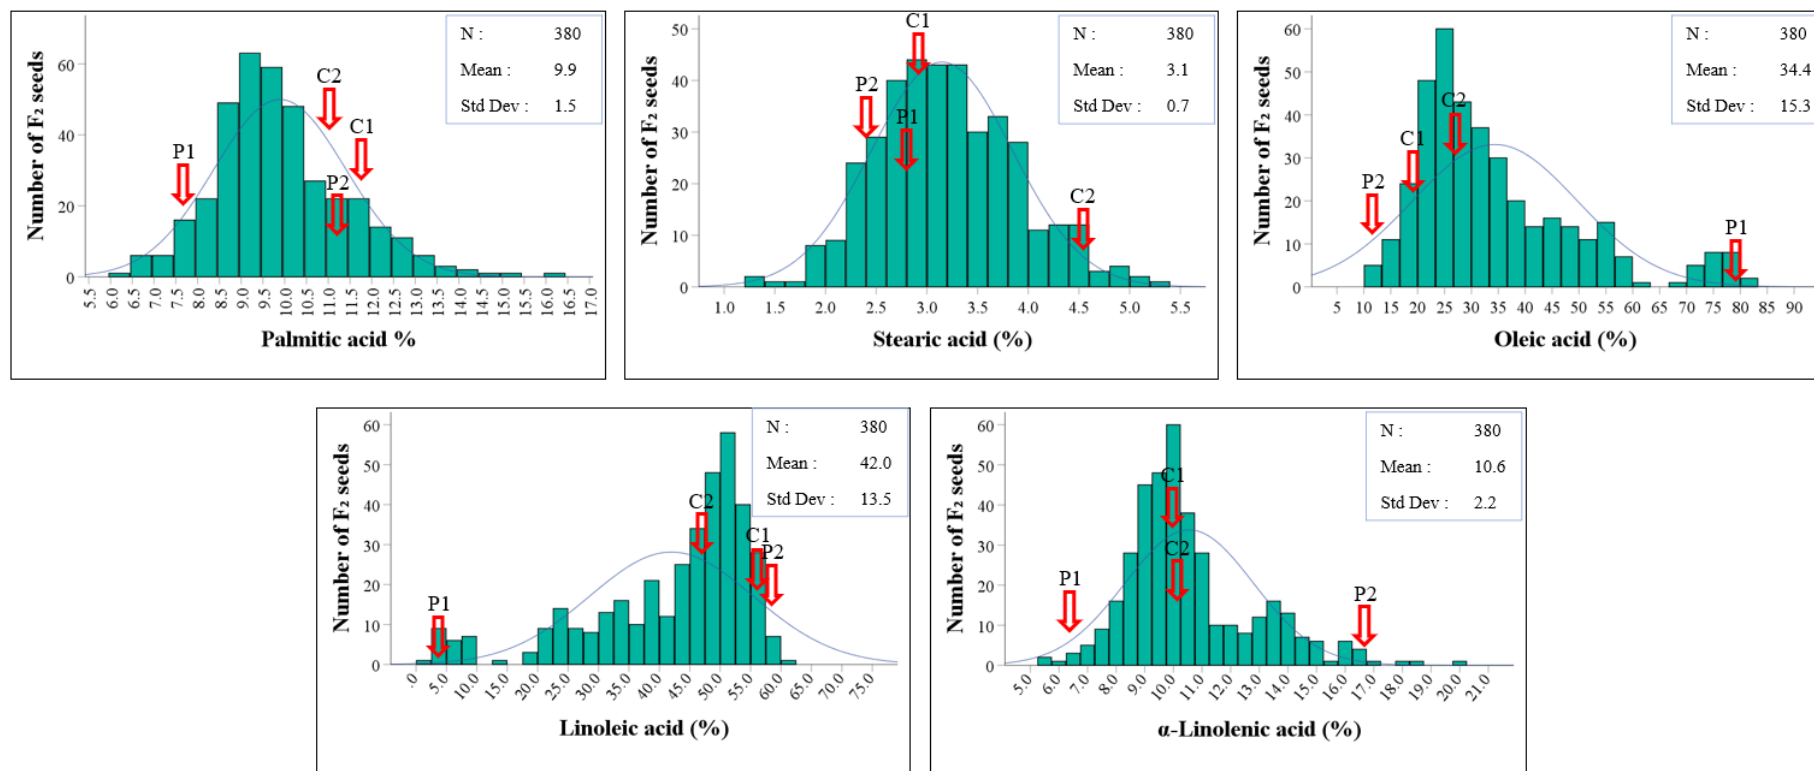 Number of F₂ seeds
60
40
20
0
P1
C2
C1
P2
N : 380
Mean : 9.9
Std Dev : 1.5
5.5 6.0 6.5 7.0 7.5 8.0 8.5 9.0 9.5 10.0 10.5 11.0 11.5 12.0 12.5 13.0 13.5 14.0 14.5 15.0 15.5 16.0 16.5 17.0
Palmitic acid %
Number of F₂ seeds
50
40
30
20
10
0
C1
P2
P1
C2
N : 380
Mean : 3.1
Std Dev : 0.7
1.0 1.5 2.0 2.5 3.0 3.5 4.0 4.5 5.0 5.5
Stearic acid (%)
Number of F₂ seeds
60
50
40
30
20
10
0
P2
C1
C2
P1
N : 380
Mean : 34.4
Std Dev : 15.3
5 10 15 20 25 30 35 40 45 50 55 60 65 70 75 80 85 90
Oleic acid (%)
Number of F₂ seeds
60
50
40
30
20
10
0
P1
C2
C1
P2
N : 380
Mean : 42.0
Std Dev : 13.5
.0 5.0 10.0 15.0 20.0 25.0 30.0 35.0 40.0 45.0 50.0 55.0 60.0 65.0 70.0 75.0
Linoleic acid (%)
Number of F₂ seeds
60
50
40
30
20
10
0
P1
C1
C2
P2
N : 380
Mean : 10.6
Std Dev : 2.2
5.0 6.0 7.0 8.0 9.0 10.0 11.0 12.0 13.0 14.0 15.0 16.0 17.0 18.0 19.0 20.0 21.0
α-Linolenic acid (%)